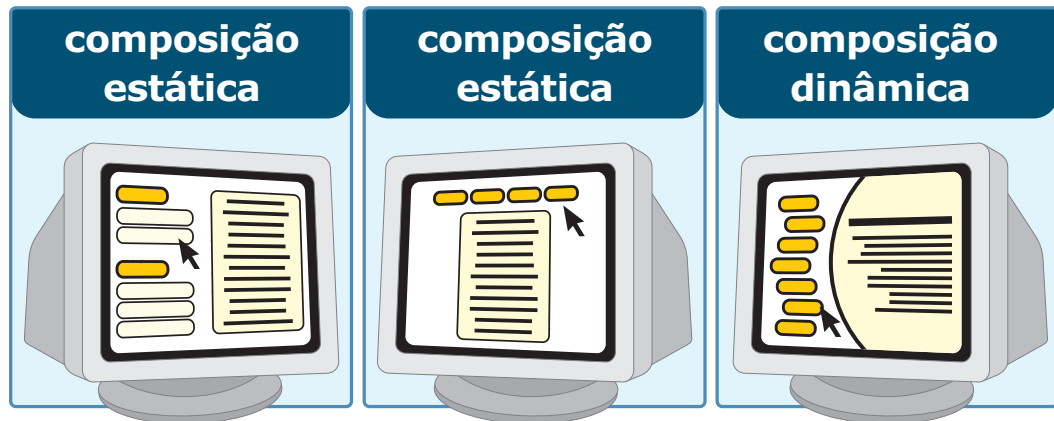 composição
estática
composição
estática
composição
dinâmica